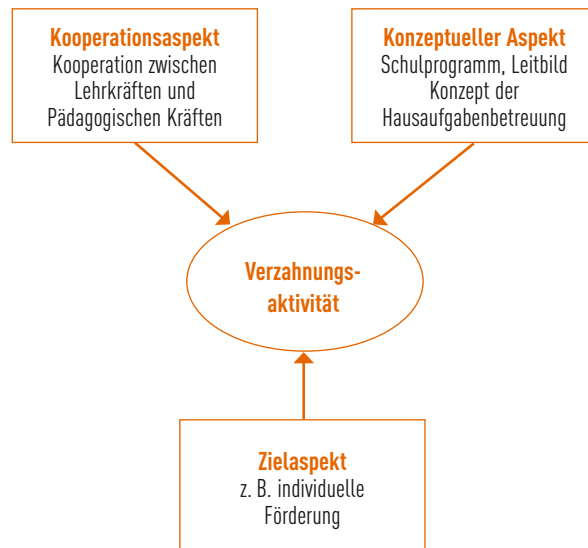 Kooperationsaspekt
Kooperation zwischen
Lehrkräften und
Pädagogischen Kräften
Konzeptueller Aspekt
Schulprogramm, Leitbild
Konzept der
Hausaufgabenbetreuung
Verzahnungs-
aktivität
Zielaspekt
z. B. individuelle
Förderung